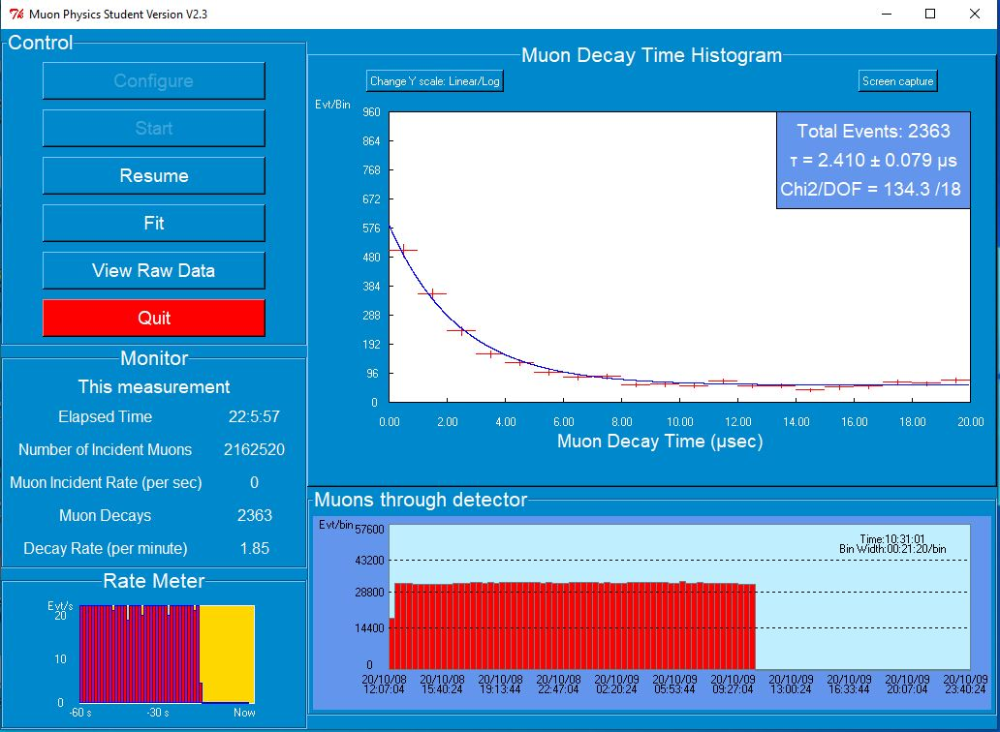 Muon Physics Student Version V2.3
Control
Configure
Start
Resume
Fit
View Raw Data
Quit
Monitor
This measurement
Elapsed Time 22:5:57
Number of Incident Muons 2162520
Muon Incident Rate (per sec) 0
Muon Decays 2363
Decay Rate (per minute) 1.85
Rate Meter
Evt/s
20
10
0
-60 s -30 s Now
Muon Decay Time Histogram
Change Y scale: Linear/Log Screen capture
Evt/Bin
960
864
768
672
576
480
384
288
192
96
0
Total Events: 2363
τ = 2.410 ± 0.079 µs
Chi2/DOF = 134.3 /18
0.00 2.00 4.00 6.00 8.00 10.00 12.00 14.00 16.00 18.00 20.00
Muon Decay Time (µsec)
Muons through detector
Evt/bin
57600
43200
28800
14400
0
Time:10:31:01
Bin Width:00:21:20/bin
20/10/08 20/10/08 20/10/08 20/10/08 20/10/09 20/10/09 20/10/09 20/10/09 20/10/09 20/10/09 20/10/09
12:07:04 15:40:24 19:13:44 22:47:04 02:20:24 05:53:44 09:27:04 13:00:24 16:33:44 20:07:04 23:40:24